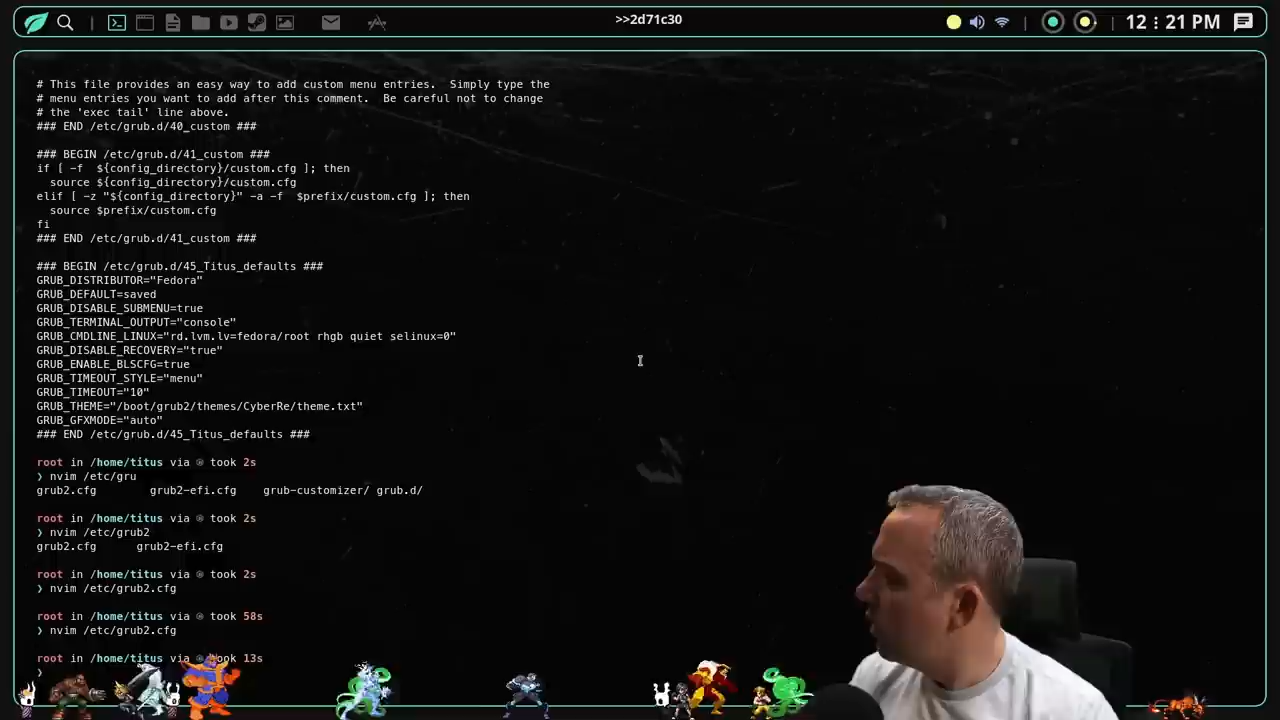 >>2d71c30
12 : 21 PM
# This file provides an easy way to add custom menu entries.  Simply type the
# menu entries you want to add after this comment.  Be careful not to change
# the 'exec tail' line above.
### END /etc/grub.d/40_custom ###
### BEGIN /etc/grub.d/41_custom ###
if [ -f  ${config_directory}/custom.cfg ]; then
  source ${config_directory}/custom.cfg
elif [ -z "${config_directory}" -a -f  $prefix/custom.cfg ]; then
  source $prefix/custom.cfg
fi
### END /etc/grub.d/41_custom ###
### BEGIN /etc/grub.d/45_Titus_defaults ###
GRUB_DISTRIBUTOR="Fedora"
GRUB_DEFAULT=saved
GRUB_DISABLE_SUBMENU=true
GRUB_TERMINAL_OUTPUT="console"
GRUB_CMDLINE_LINUX="rd.lvm.lv=fedora/root rhgb quiet selinux=0"
GRUB_DISABLE_RECOVERY="true"
GRUB_ENABLE_BLSCFG=true
GRUB_TIMEOUT_STYLE="menu"
GRUB_TIMEOUT="10"
GRUB_THEME="/boot/grub2/themes/CyberRe/theme.txt"
GRUB_GFXMODE="auto"
### END /etc/grub.d/45_Titus_defaults ###
root in /home/titus via took 2s
❯ nvim /etc/gru
grub2.cfg        grub2-efi.cfg    grub-customizer/ grub.d/
root in /home/titus via took 2s
❯ nvim /etc/grub2
grub2.cfg      grub2-efi.cfg
root in /home/titus via took 2s
❯ nvim /etc/grub2.cfg
root in /home/titus via took 58s
❯ nvim /etc/grub2.cfg
root in /home/titus via took 13s
❯